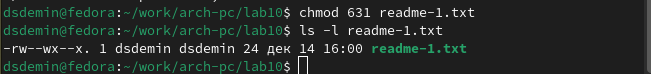 dsdemin@fedora:~/work/arch-pc/lab10$ chmod 631 readme-1.txt
dsdemin@fedora:~/work/arch-pc/lab10$ ls -l readme-1.txt
-rw--wx--x. 1 dsdemin dsdemin 24 дек 14 16:00 readme-1.txt
dsdemin@fedora:~/work/arch-pc/lab10$